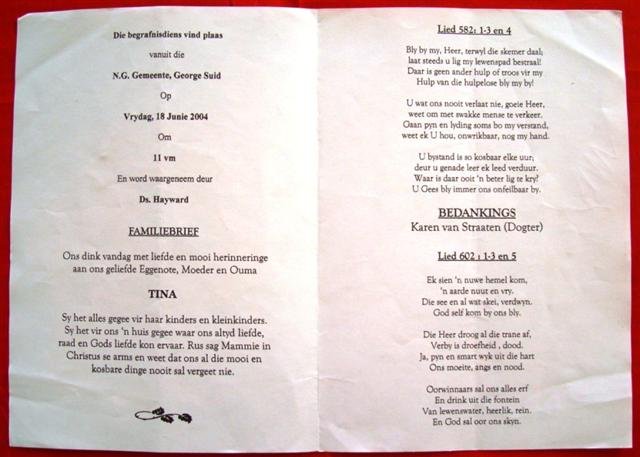 Die begrafnisdiens vind plaas
vanuit die
N.G. Gemeente, George Suid
Op
Vrydag, 18 Junie 2004
Om
11 vm
En word waargeneem deur
Ds. Hayward
FAMILIEBRIEF
Ons dink vandag met liefde en mooi herinneringe
aan ons geliefde Eggenote, Moeder en Ouma
TINA
Sy het alles gegee vir haar kinders en kleinkinders.
Sy het vir ons 'n huis gegee waar ons altyd liefde,
raad en Gods liefde kon ervaar. Rus sag Mammie in
Christus se arms en weet dat ons al die mooi en
kosbare dinge nooit sal vergeet nie.
Lied 582: 1-3 en 4
Bly by my, Heer, terwyl die skemer daal;
laat steeds u lig my lewenspad bestraal!
Daar is geen ander hulp of troos vir my
Hulp van die hulpelose bly my by!
U wat ons nooit verlaat nie, goeie Heer,
weet om met swakke mense te verkeer.
Gaan pyn en lyding soms bo my verstand,
weet ek U hou, onwrikbaar, nog my hand.
U bystand is so kosbaar elke uur;
deur u genade leer ek leed verduur.
Waar is daar ooit 'n beter lig te kry?
U Gees bly immer ons onfeilbaar by.
BEDANKINGS
Karen van Straaten (Dogter)
Lied 602 : 1-3 en 5
Ek sien 'n nuwe hemel kom,
'n aarde nuut en vry.
Die see en al wat skei, verdwyn.
God self kom by ons bly.
Die Heer droog al die trane af,
Verby is droefheid , dood.
Ja, pyn en smart wyk uit die hart
Ons moeite, angs en nood.
Oorwinnaars sal ons alles erf
En drink uit die fontein
Van lewenswater, heerlik, rein.
En God sal oor ons skyn.